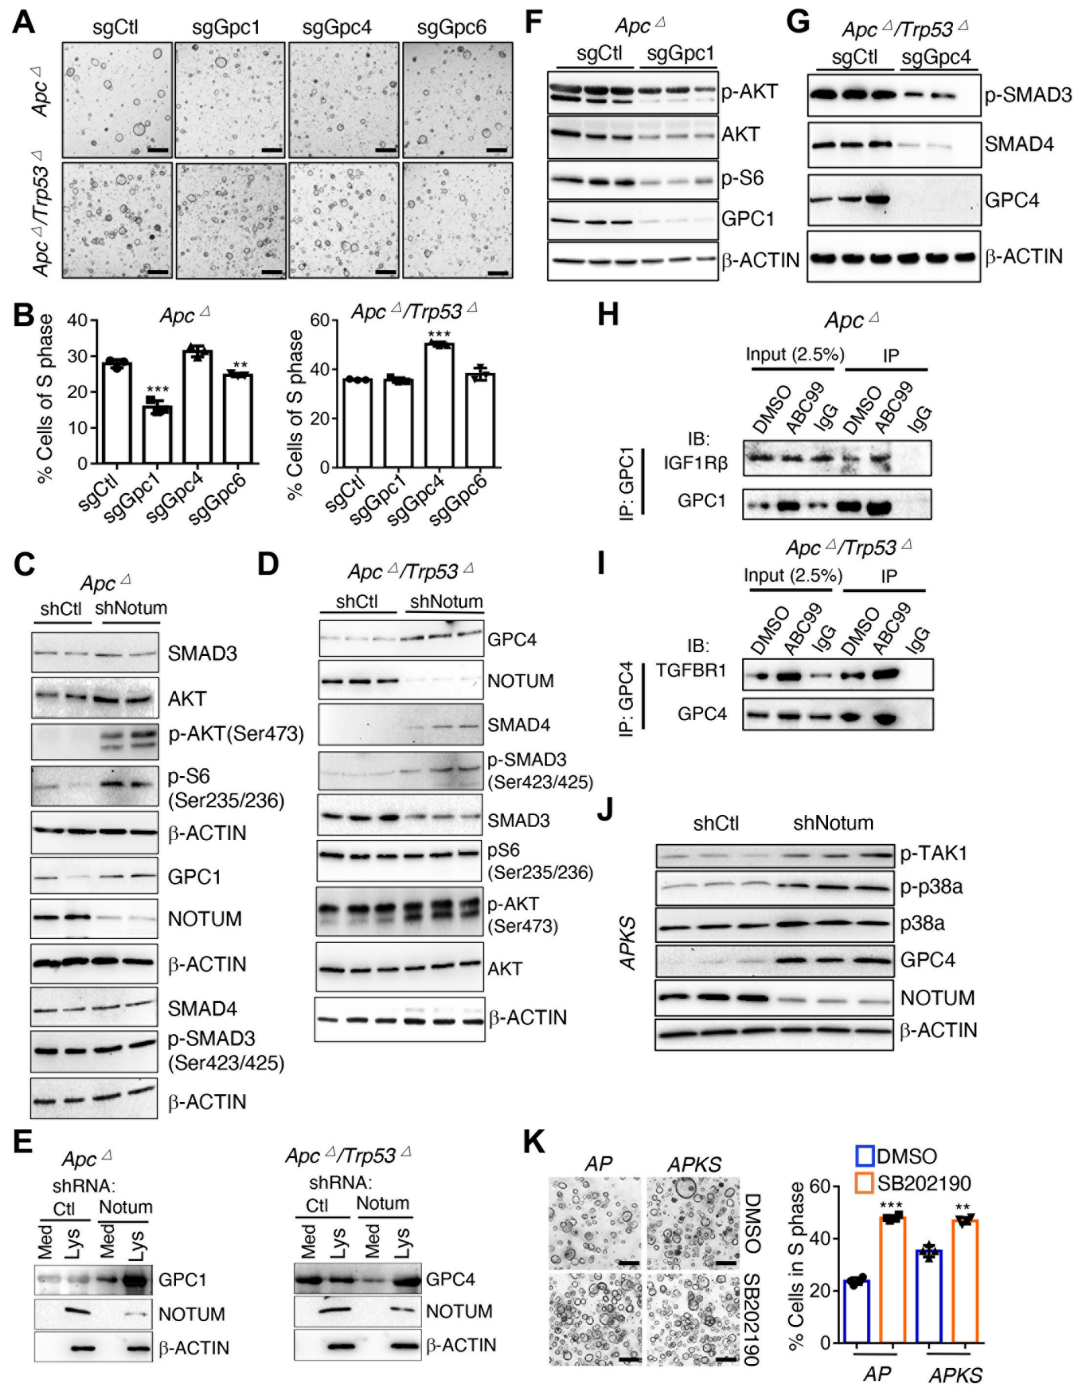 A
sgCtl sgGpc1 sgGpc4 sgGpc6
Apc△
Apc△/Trp53△
B
Apc△
% Cells of S phase
40
30
20
10
0
sgCtl sgGpc1 sgGpc4 sgGpc6
*** **
Apc△/Trp53△
% Cells of S phase
60
40
20
0
sgCtl sgGpc1 sgGpc4 sgGpc6
***
C
Apc△
shCtl shNotum
SMAD3
AKT
p-AKT(Ser473)
p-S6
(Ser235/236)
β-ACTIN
GPC1
NOTUM
β-ACTIN
SMAD4
p-SMAD3
(Ser423/425)
β-ACTIN
D
Apc△/Trp53△
shCtl shNotum
GPC4
NOTUM
SMAD4
p-SMAD3
(Ser423/425)
SMAD3
pS6
(Ser235/236)
p-AKT
(Ser473)
AKT
β-ACTIN
E
Apc△
shRNA:
Ctl Notum
Med Lys Med Lys
GPC1
NOTUM
β-ACTIN
Apc△/Trp53△
shRNA:
Ctl Notum
Med Lys Med Lys
GPC4
NOTUM
β-ACTIN
F
Apc△
sgCtl sgGpc1
p-AKT
AKT
p-S6
GPC1
β-ACTIN
G
Apc△/Trp53△
sgCtl sgGpc4
p-SMAD3
SMAD4
GPC4
β-ACTIN
H
Apc△
Input (2.5%) IP
DMSO ABC99 IgG DMSO ABC99 IgG
IP: GPC1
IB:
IGF1Rβ
GPC1
I
Apc△/Trp53△
Input (2.5%) IP
DMSO ABC99 IgG DMSO ABC99 IgG
IP: GPC4
IB:
TGFBR1
GPC4
J
shCtl shNotum
APKS
p-TAK1
p-p38a
p38a
GPC4
NOTUM
β-ACTIN
K
AP APKS
DMSO
SB202190
DMSO
SB202190
% Cells in S phase
60
40
20
0
*** **
AP APKS